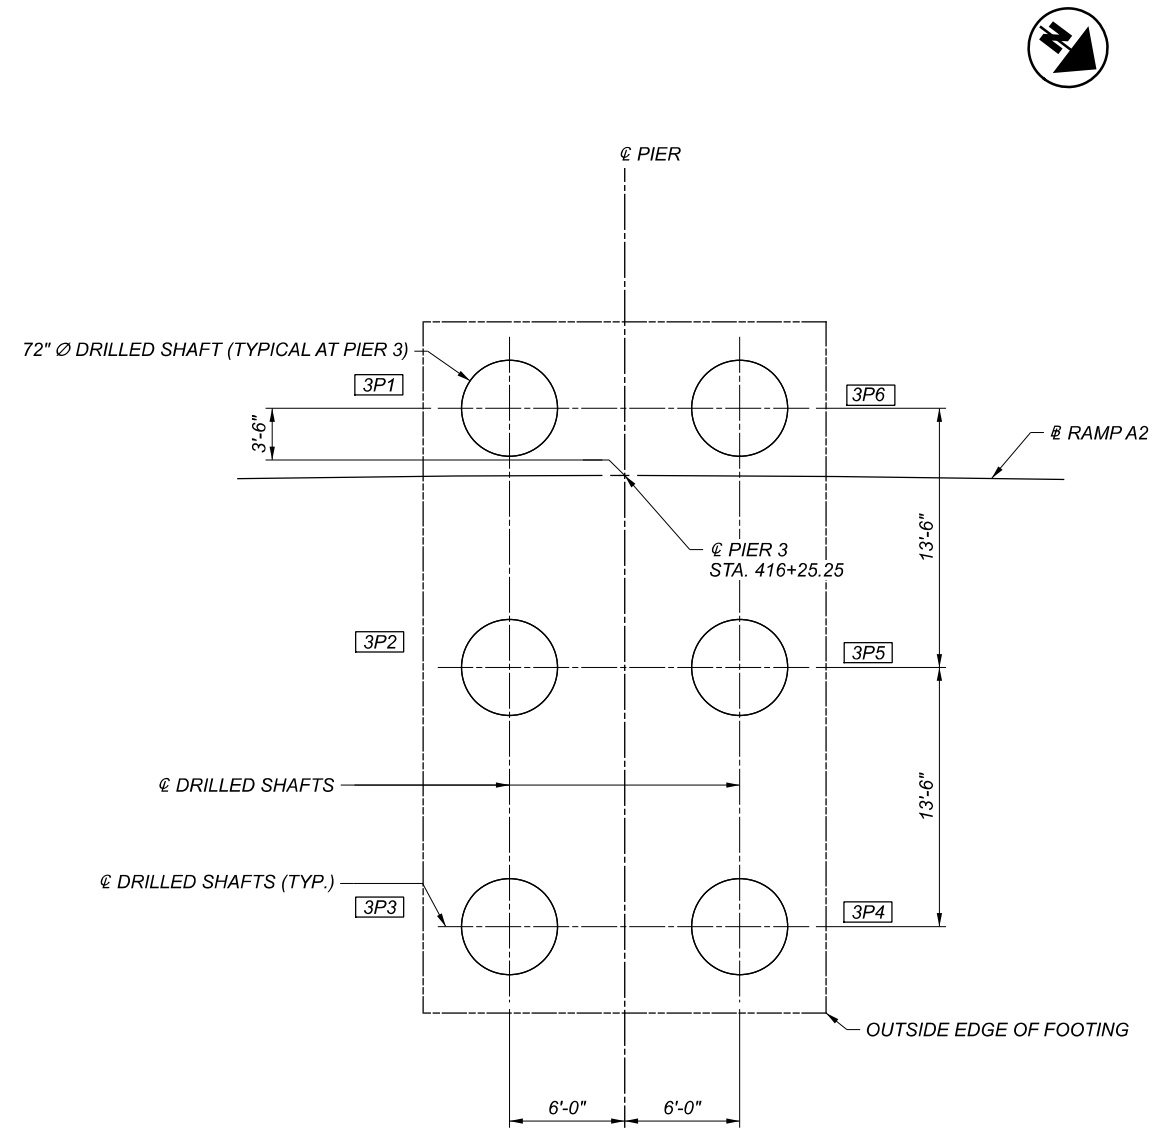 N
℄ PIER
72" Ø DRILLED SHAFT (TYPICAL AT PIER 3)
3P1
3P6
3'-6"
℄ RAMP A2
13'-6"
℄ PIER 3
STA. 416+25.25
3P2
3P5
℄ DRILLED SHAFTS
13'-6"
℄ DRILLED SHAFTS (TYP.)
3P3
3P4
OUTSIDE EDGE OF FOOTING
6'-0"
6'-0"